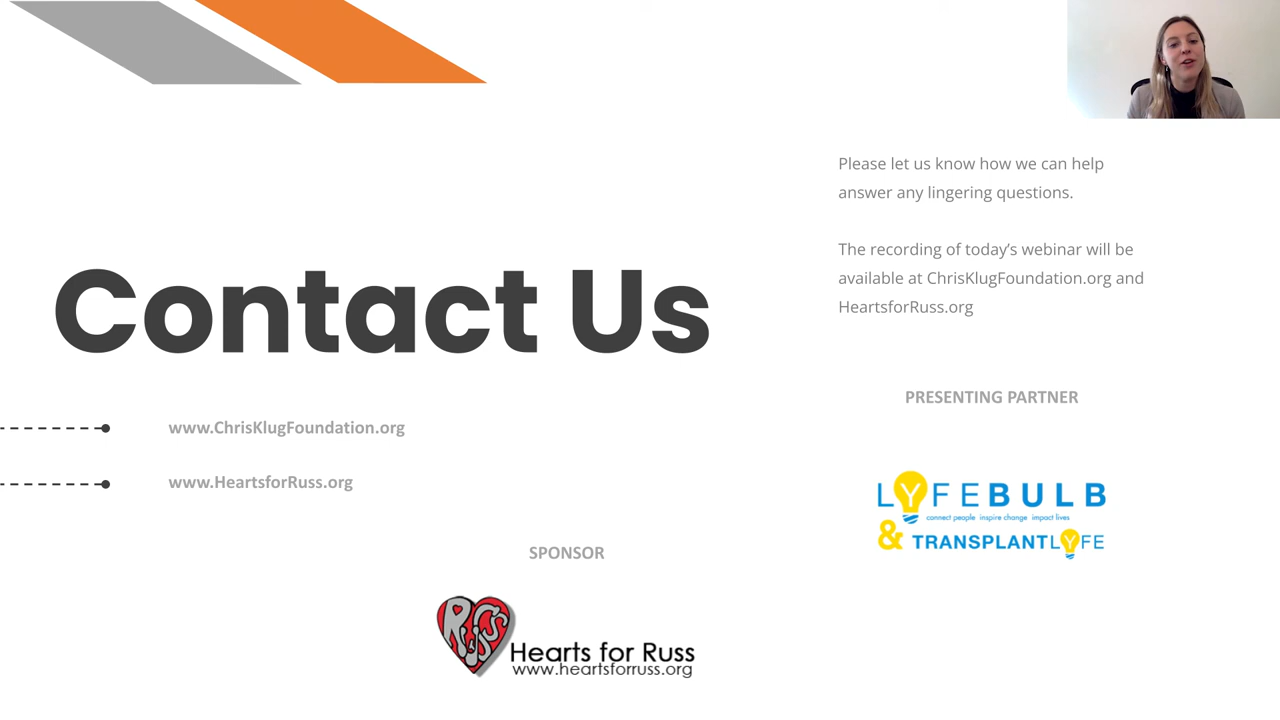 Please let us know how we can help
answer any lingering questions.
The recording of today's webinar will be
available at ChrisKlugFoundation.org and
HeartsforRuss.org
Contact Us
www.ChrisKlugFoundation.org
www.HeartsforRuss.org
PRESENTING PARTNER
LYFEBULB
connect people inspire change impact lives
& TRANSPLANTLYFE
SPONSOR
RUSS
Hearts for Russ
www.heartsforruss.org